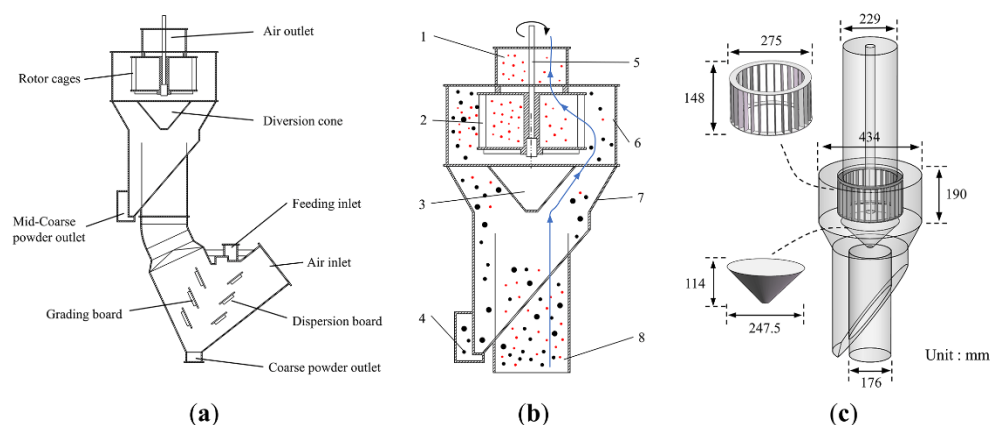 Air outlet
Rotor cages
Diversion cone
Mid-Coarse
powder outlet
Feeding inlet
Air inlet
Grading board
Dispersion board
Coarse powder outlet
(a)
1
2
3
4
5
6
7
8
(b)
229
275
148
434
190
114
247.5
176
Unit : mm
(c)